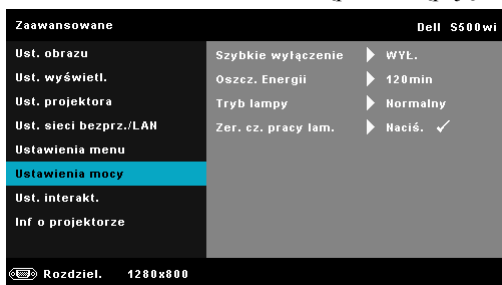 Zaawansowane Dell S500wi
Ust. obrazu
Ust. wyświetl.
Ust. projektora
Ust. sieci bezprz./LAN
Ustawienia menu
Ustawienia mocy
Ust. interakt.
Inf o projektorze
Szybkie wyłączenie WYŁ.
Oszcz. Energii 120min
Tryb lampy Normalny
Zer. cz. pracy lam. Naciś. ✓
Rozdziel. 1280x800